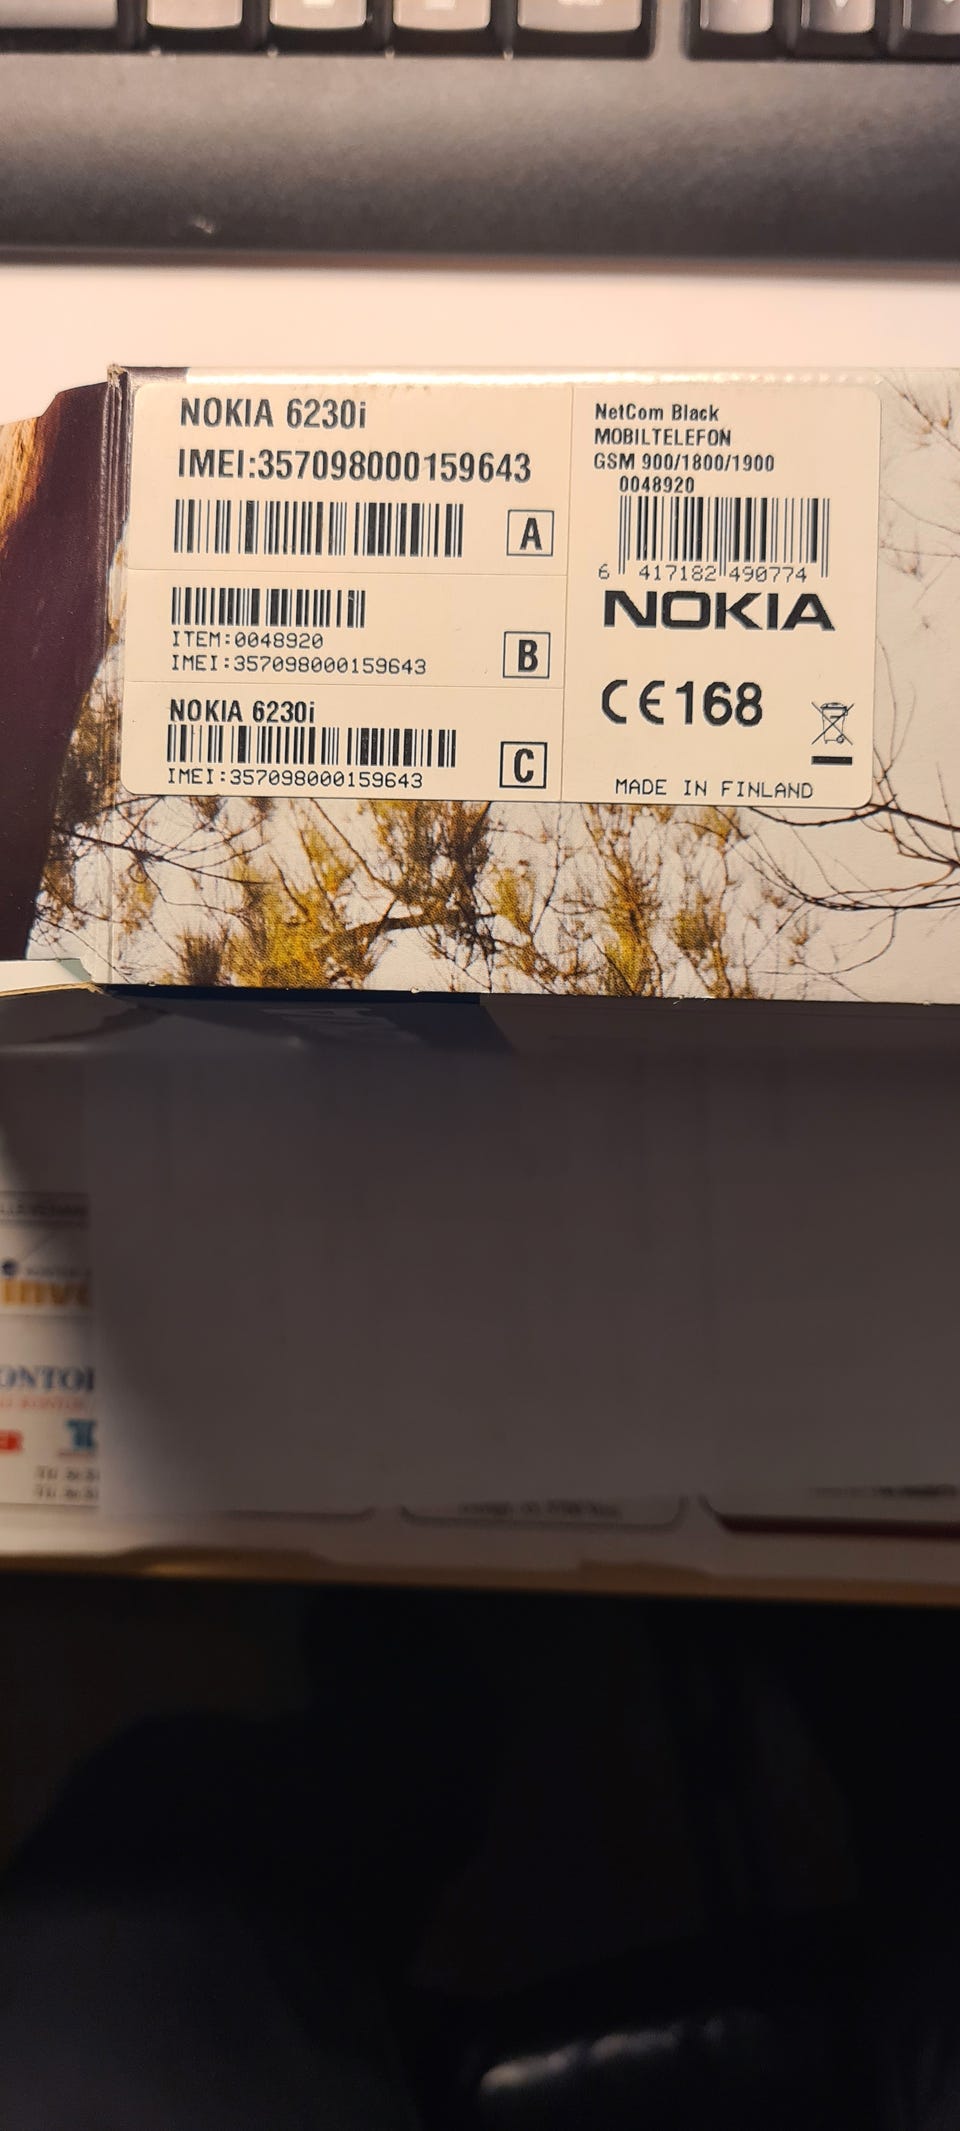 NOKIA 6230i
IMEI:357098000159643
A
ITEM:0048920
IMEI:357098000159643
B
NOKIA 6230i
IMEI:357098000159643
C
NetCom Black
MOBILTELEFON
GSM 900/1800/1900
0048920
6 417182 490774
NOKIA
CE168
MADE IN FINLAND